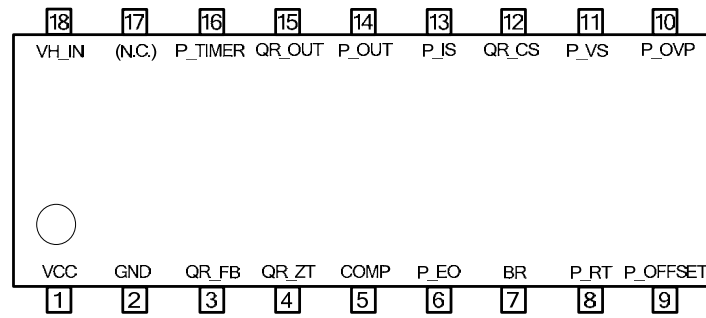 18 17 16 15 14 13 12 11 10
VH_IN (N.C.) P_TIMER QR_OUT P_OUT P_IS QR_CS P_VS P_OVP
VCC GND QR_FB QR_ZT COMP P_EO BR P_RT P_OFFSET
1 2 3 4 5 6 7 8 9